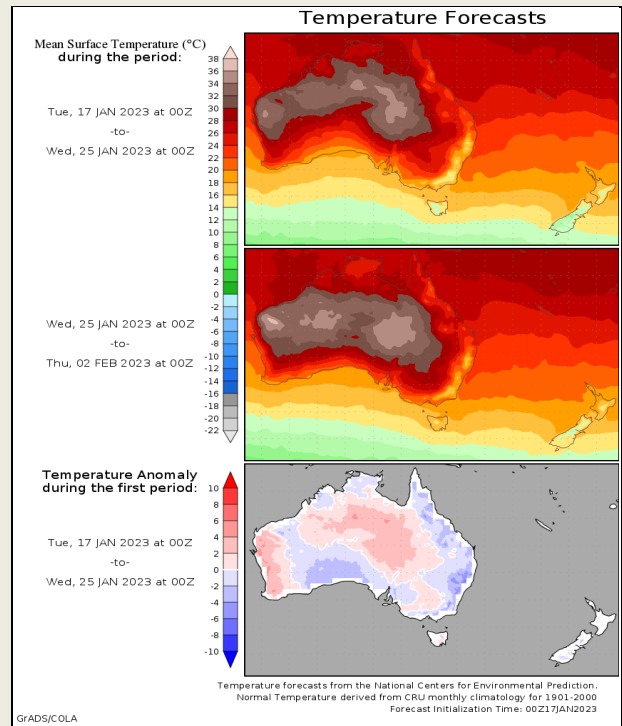 Temperature Forecasts
Mean Surface Temperature (°C)
during the period:
Tue, 17 JAN 2023 at 00Z
-to-
Wed, 25 JAN 2023 at 00Z
38
36
34
32
30
28
26
24
22
20
18
16
14
12
10
8
6
4
2
0
-2
-4
-6
-8
-10
-12
-14
-16
-18
-20
-22
Wed, 25 JAN 2023 at 00Z
-to-
Thu, 02 FEB 2023 at 00Z
Temperature Anomaly
during the first period:
Tue, 17 JAN 2023 at 00Z
-to-
Wed, 25 JAN 2023 at 00Z
10
8
6
4
2
0
-2
-4
-6
-8
-10
Temperature forecasts from the National Centers for Environmental Prediction.
Normal Temperature derived from CRU monthly climatology for 1901-2000
Forecast Initialization Time: 00Z17JAN2023
GrADS/COLA